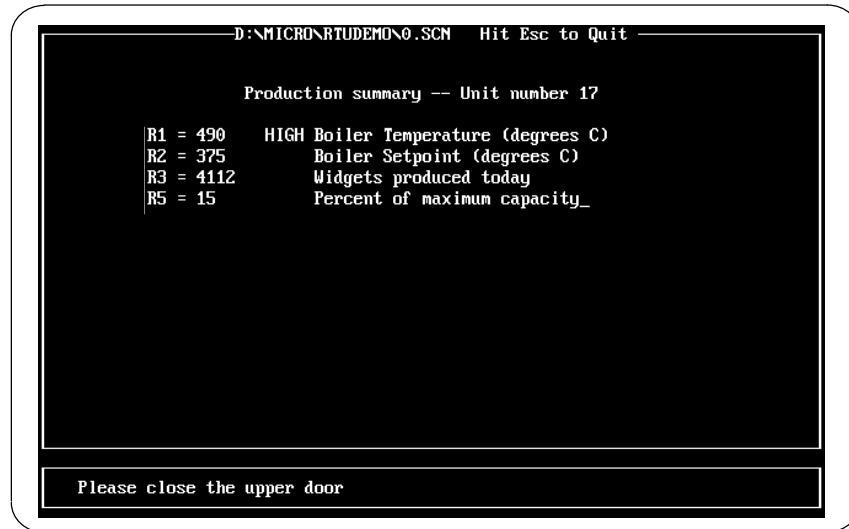 D:\MICRO\RTUDEMO\0.SCN   Hit Esc to Quit
Production summary -- Unit number 17
R1 = 490    HIGH Boiler Temperature (degrees C)
R2 = 375         Boiler Setpoint (degrees C)
R3 = 4112        Widgets produced today
R5 = 15          Percent of maximum capacity_
Please close the upper door